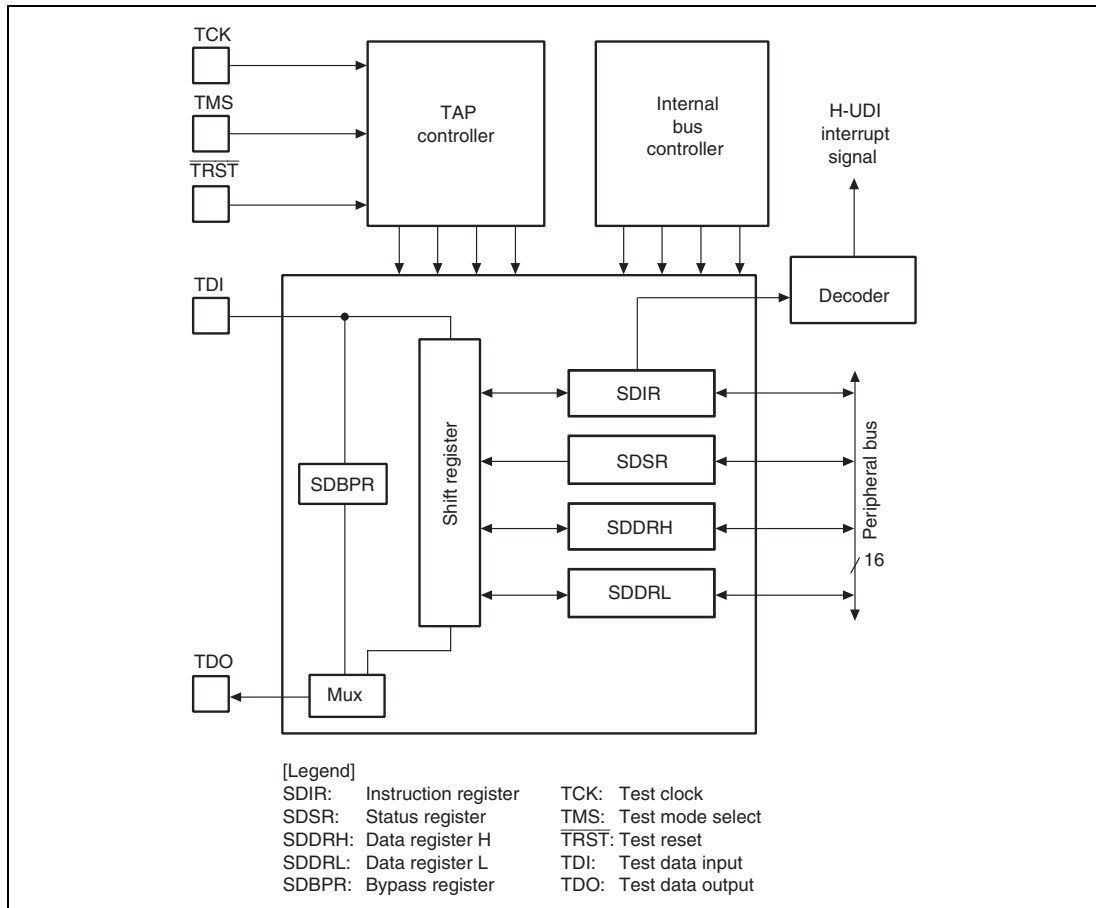 TCK
TMS
TRST
TAP
controller
Internal
bus
controller
H-UDI
interrupt
signal
TDI
Decoder
SDBPR
Shift register
SDIR
SDSR
SDDRH
SDDRL
Peripheral bus
16
TDO
Mux
[Legend]
SDIR: Instruction register
SDSR: Status register
SDDRH: Data register H
SDDRL: Data register L
SDBPR: Bypass register
TCK: Test clock
TMS: Test mode select
TRST: Test reset
TDI: Test data input
TDO: Test data output